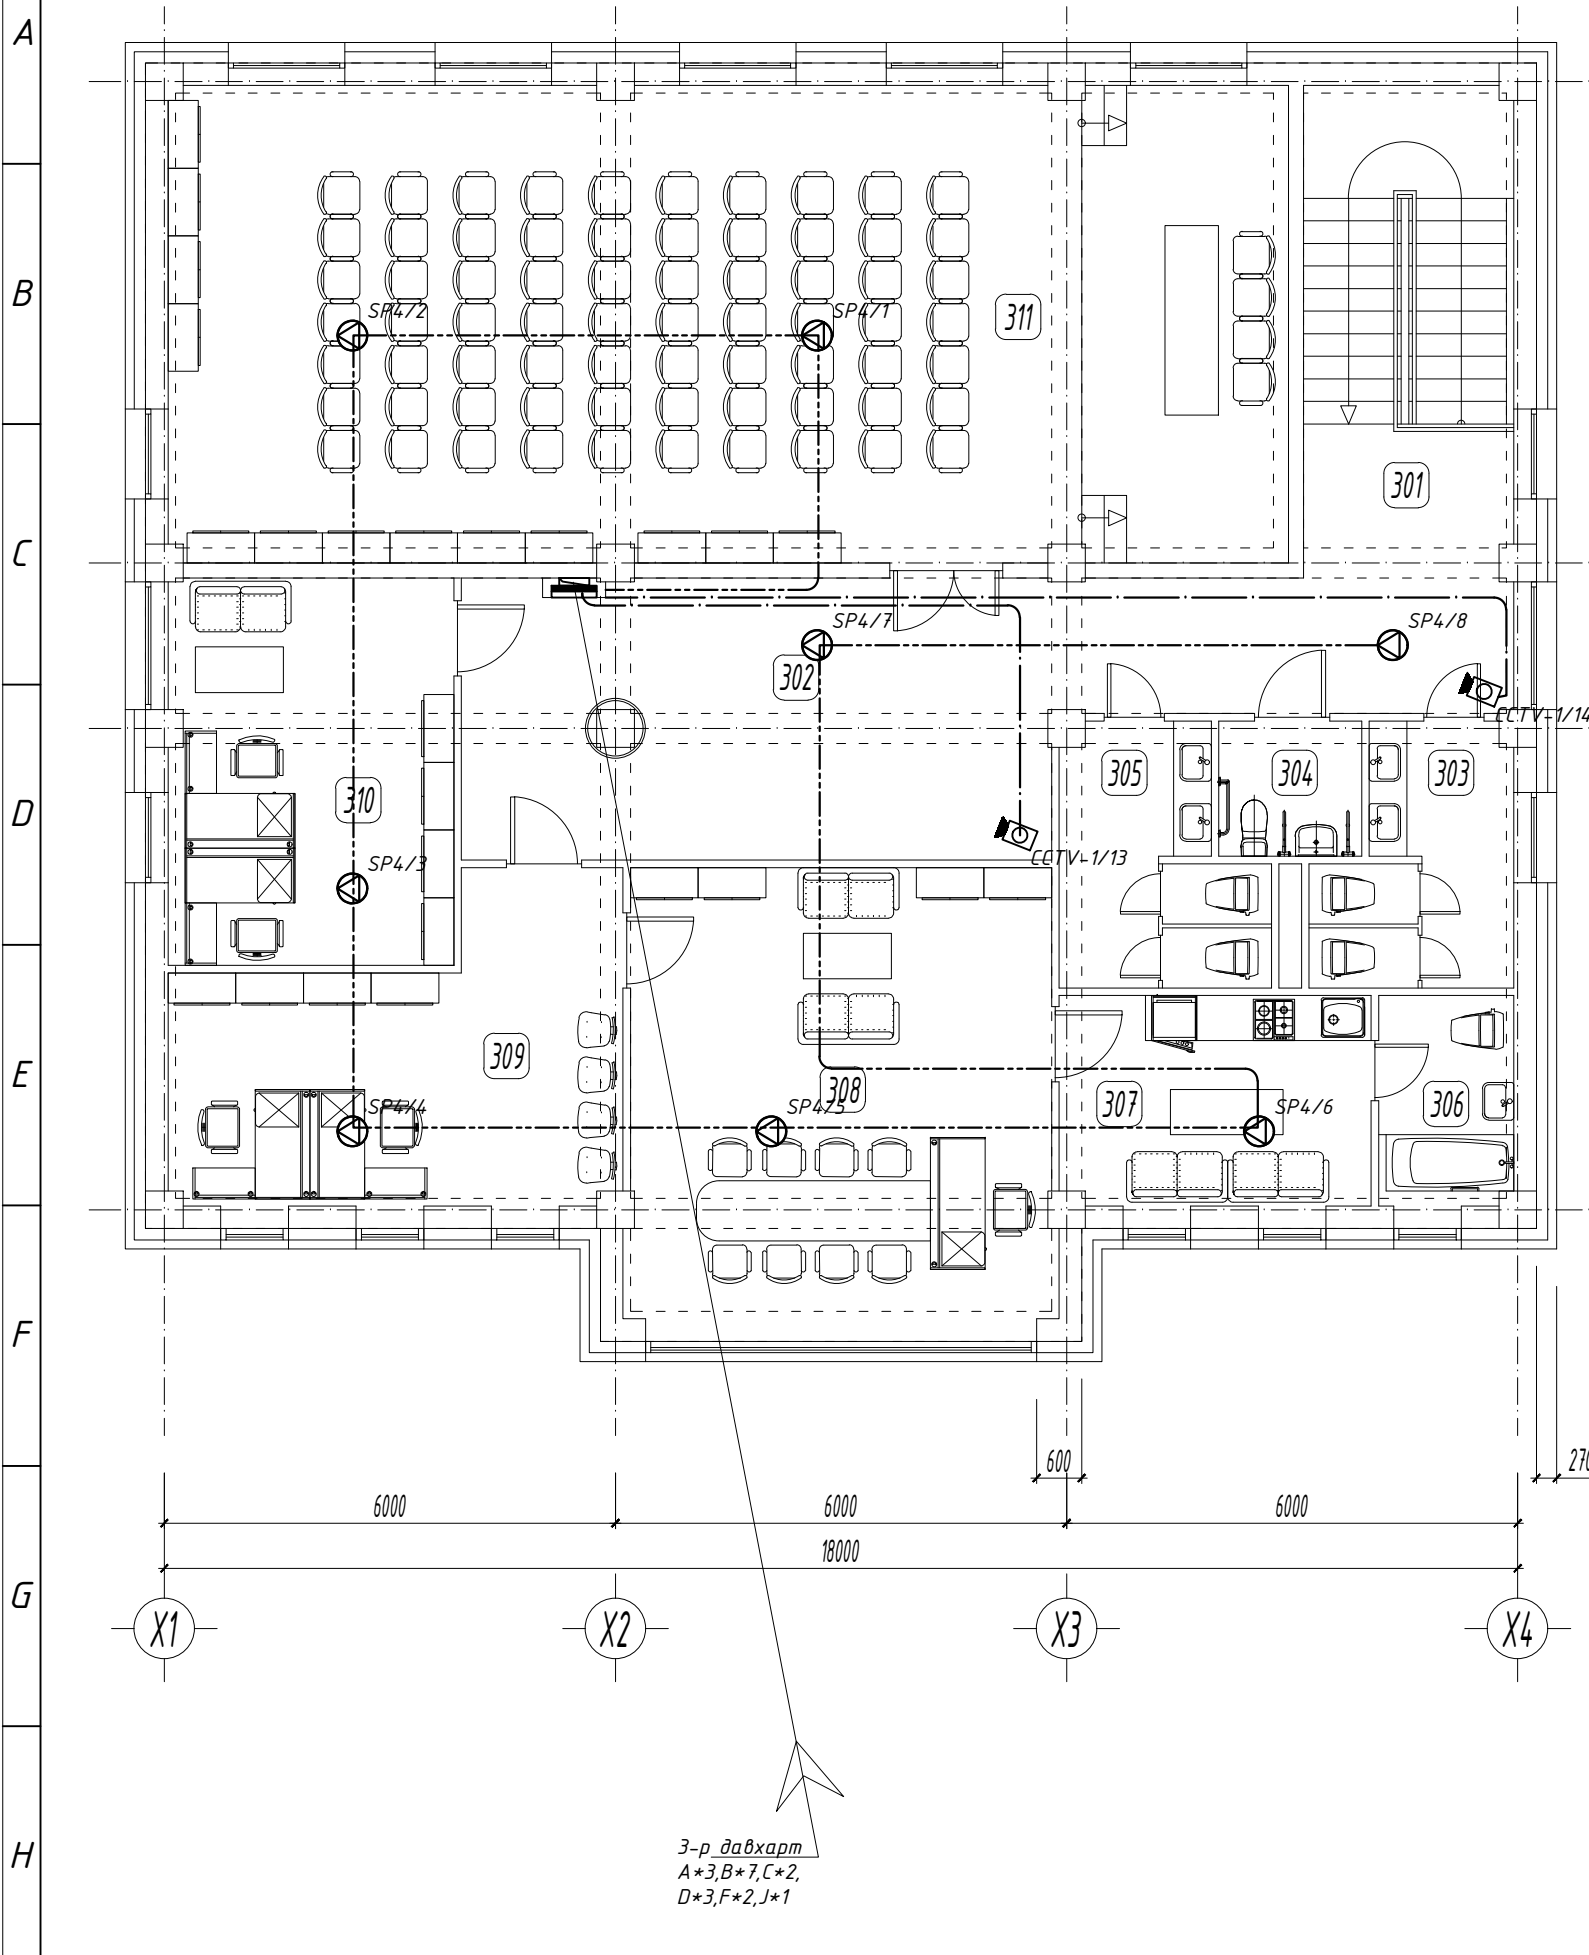 A
B
C
D
E
F
G
H
SP4/2
SP4/1
311
301
SP4/7
SP4/8
302
CCTV-1/14
305
304
303
310
SP4/3
CCTV-1/13
309
308
SP4/4
SP4/5
307
SP4/6
306
600
270
6000
6000
6000
18000
X1
X2
X3
X4
3-р давхарт
A*3,B*7,C*2,
D*3,F*2,J*1